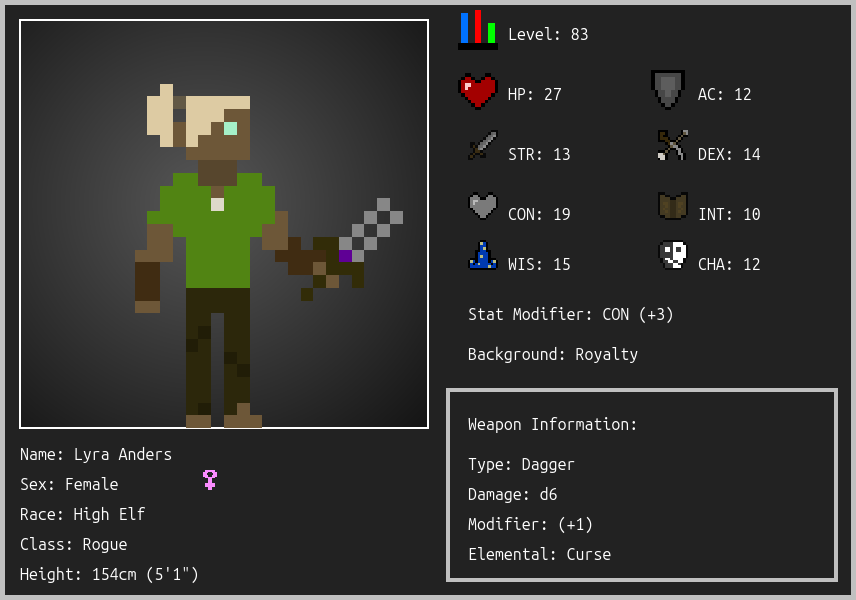 Level: 83
HP: 27
AC: 12
STR: 13
DEX: 14
CON: 19
INT: 10
WIS: 15
CHA: 12
Stat Modifier: CON (+3)
Background: Royalty
Weapon Information:
Type: Dagger
Damage: d6
Modifier: (+1)
Elemental: Curse
Name: Lyra Anders
Sex: Female
Race: High Elf
Class: Rogue
Height: 154cm (5'1")